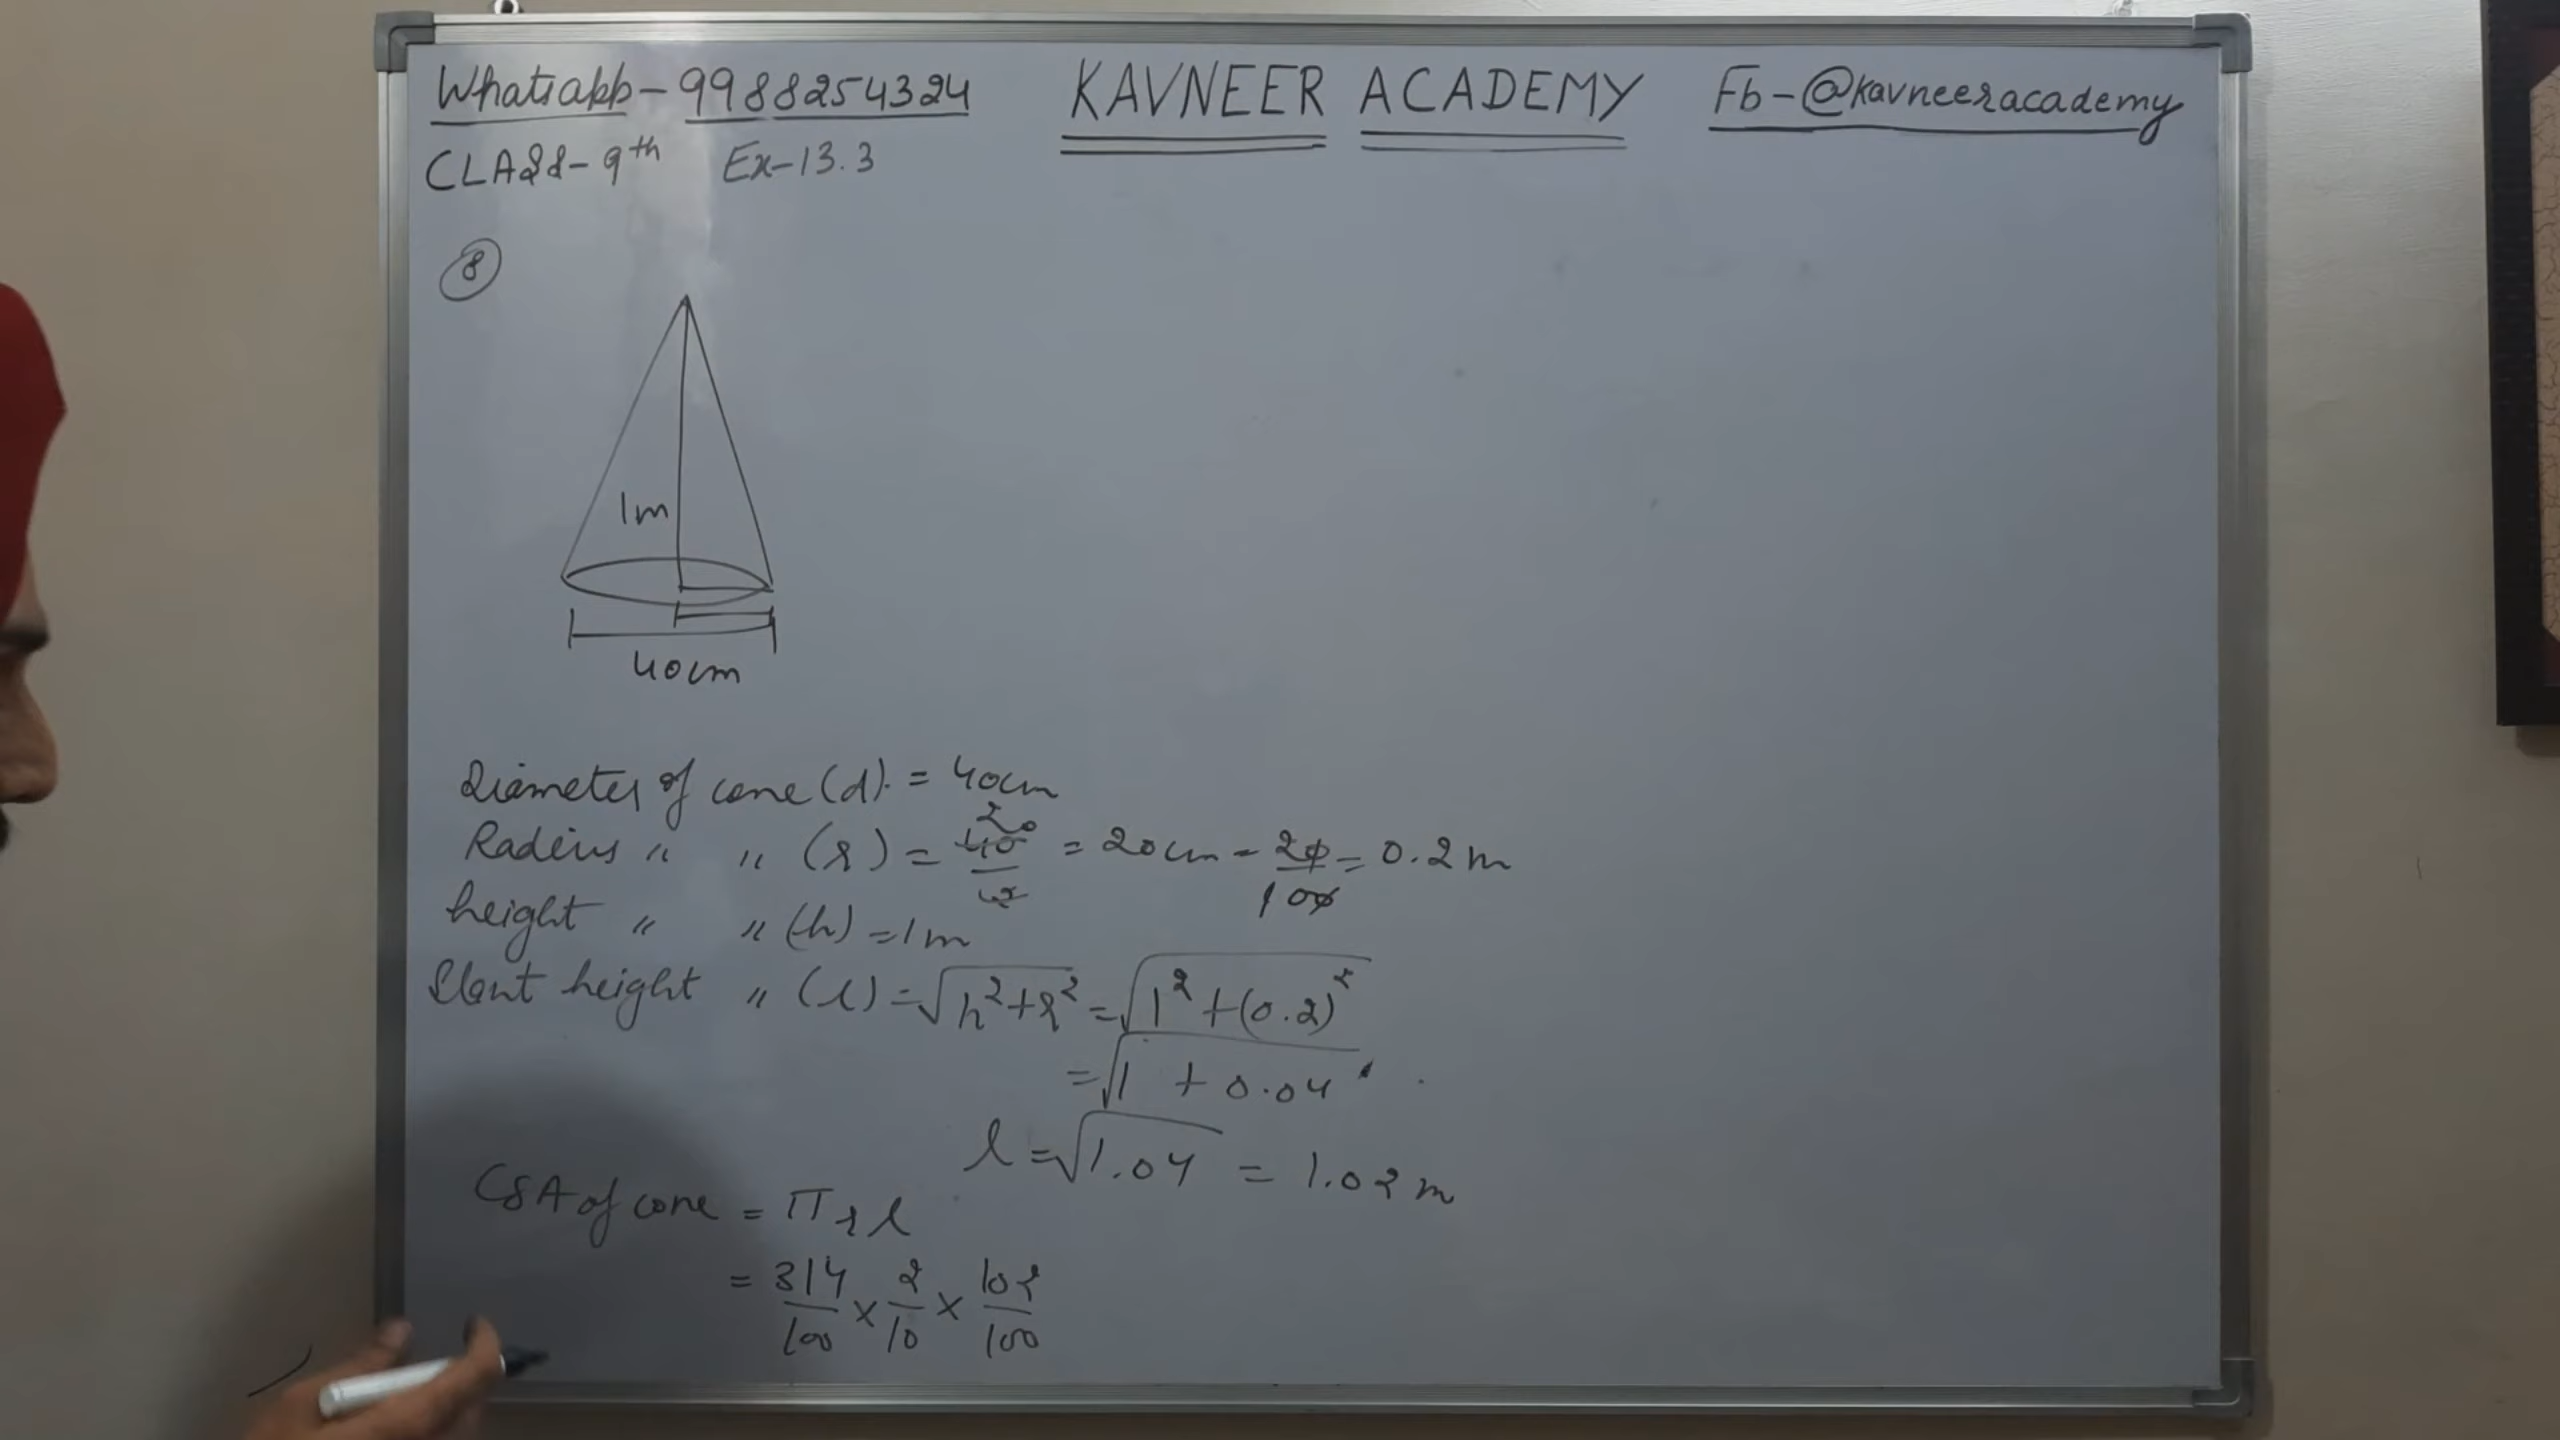 Whatsabb-9988254324 KAVNEER ACADEMY Fb-@kavneeracademy
CLASS-9th Ex-13.3
8
1m
40cm
Diameter of cone (d). = 40cm
Radius " " (r) = 40/2 20 = 20cm = 20/100 = 0.2m
height " " (h) = 1m
Slant height " (l) = √h²+r² = √1²+(0.2)²
= √1 + 0.04
l = √1.04 = 1.02m
CSA of cone = πrl
= 314/100 × 2/10 × 102/100